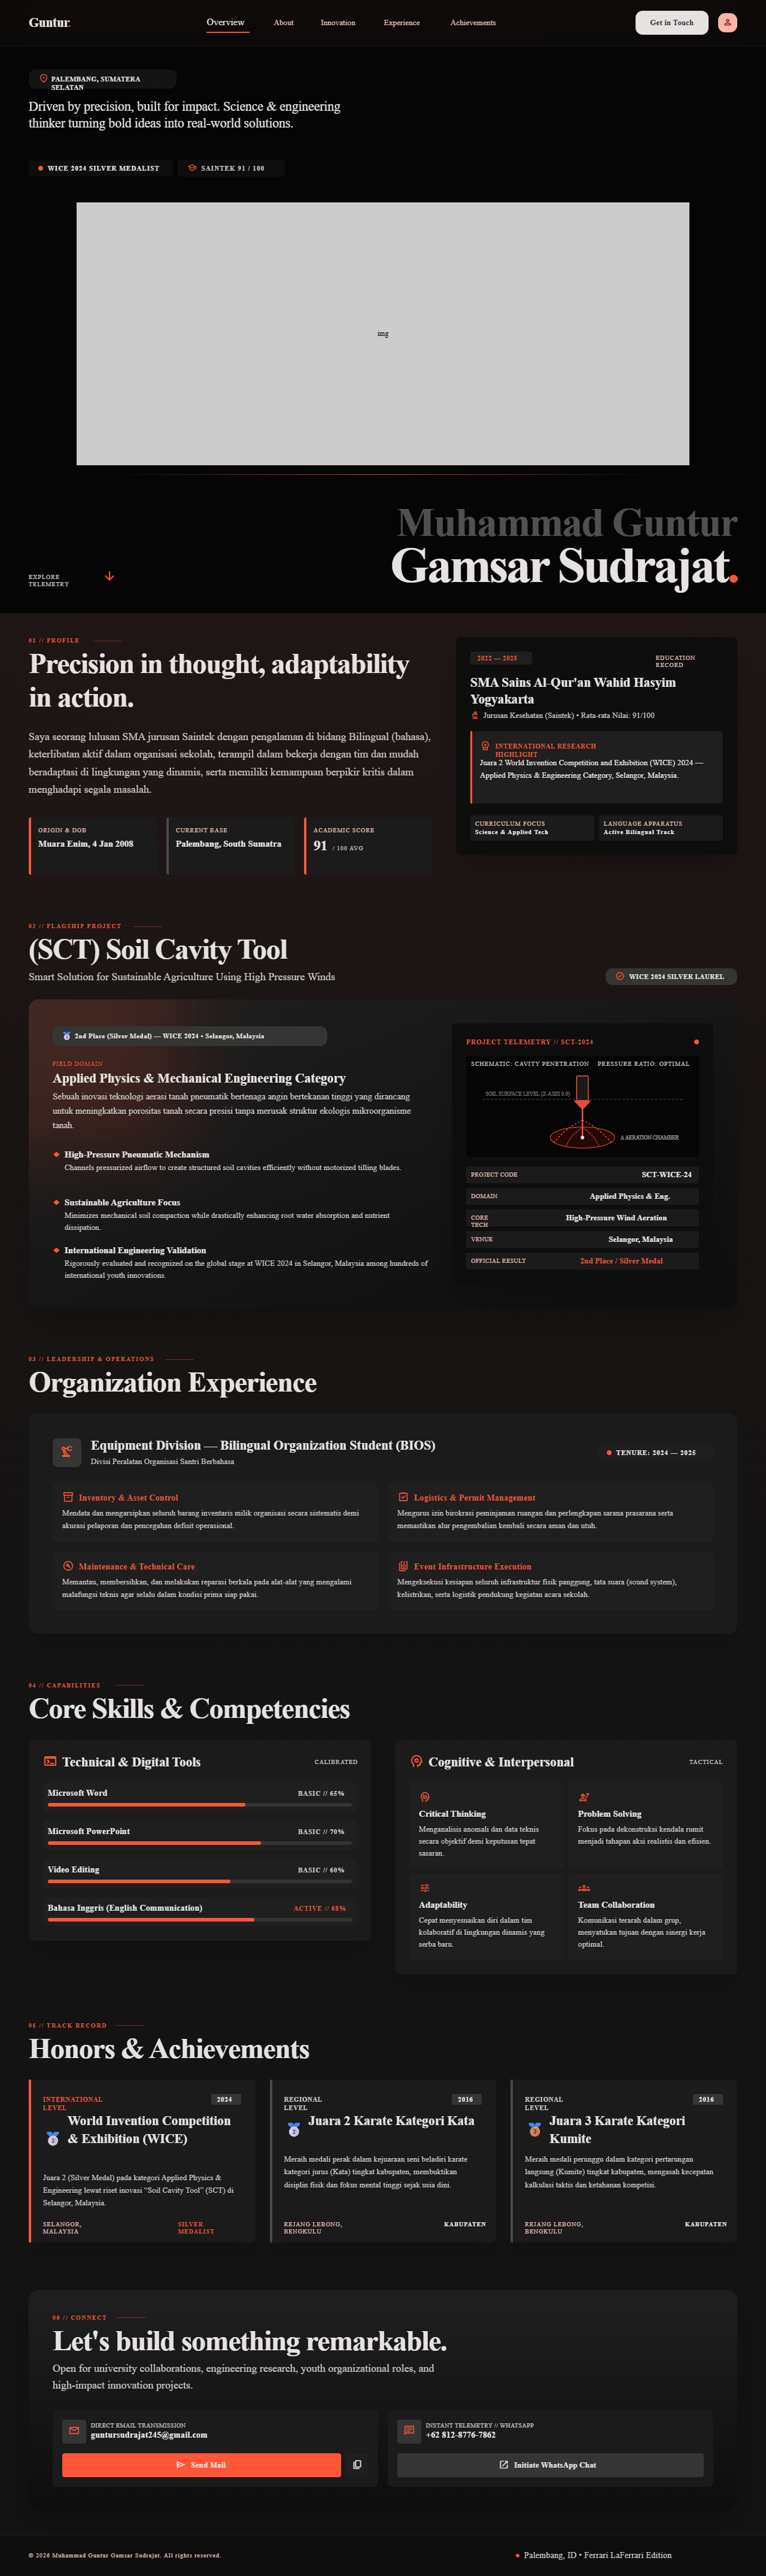 Guntur.
Overview
About
Innovation
Experience
Achievements
Get in Touch
PALEMBANG, SUMATERA
SELATAN
Driven by precision, built for impact. Science & engineering
thinker turning bold ideas into real-world solutions.
WICE 2024 SILVER MEDALIST
SAINTEK 91 / 100
img
Muhammad Guntur
Gamsar Sudrajat.
EXPLORE
TELEMETRY
01 // PROFILE
Precision in thought, adaptability
in action.
Saya seorang lulusan SMA jurusan Saintek dengan pengalaman di bidang Bilingual (bahasa),
keterlibatan aktif dalam organisasi sekolah, terampil dalam bekerja dengan tim dan mudah
beradaptasi di lingkungan yang dinamis, serta memiliki kemampuan berpikir kritis dalam
menghadapi segala masalah.
ORIGIN & DOB
Muara Enim, 4 Jan 2008
CURRENT BASE
Palembang, South Sumatra
ACADEMIC SCORE
91 / 100 AVG
2022 — 2025
EDUCATION
RECORD
SMA Sains Al-Qur'an Wahid Hasyim
Yogyakarta
Jurusan Kesehatan (Saintek) • Rata-rata Nilai: 91/100
INTERNATIONAL RESEARCH
HIGHLIGHT
Juara 2 World Invention Competition and Exhibition (WICE) 2024 —
Applied Physics & Engineering Category, Selangor, Malaysia.
CURRICULUM FOCUS
Science & Applied Tech
LANGUAGE APPARATUS
Active Bilingual Track
02 // FLAGSHIP PROJECT
(SCT) Soil Cavity Tool
Smart Solution for Sustainable Agriculture Using High Pressure Winds
WICE 2024 SILVER LAUREL
2nd Place (Silver Medal) — WICE 2024 • Selangor, Malaysia
FIELD DOMAIN
Applied Physics & Mechanical Engineering Category
Sebuah inovasi teknologi aerasi tanah pneumatik bertenaga angin bertekanan tinggi yang dirancang
untuk meningkatkan porositas tanah secara presisi tanpa merusak struktur ekologis mikroorganisme
tanah.
High-Pressure Pneumatic Mechanism
Channels pressurized airflow to create structured soil cavities efficiently without motorized tilling blades.
Sustainable Agriculture Focus
Minimizes mechanical soil compaction while drastically enhancing root water absorption and nutrient
dissipation.
International Engineering Validation
Rigorously evaluated and recognized on the global stage at WICE 2024 in Selangor, Malaysia among hundreds of
international youth innovations.
PROJECT TELEMETRY // SCT-2024
SCHEMATIC: CAVITY PENETRATION
PRESSURE RATIO: OPTIMAL
SOIL SURFACE LEVEL (Z-AXIS 0.0)
Δ AERATION CHAMBER
PROJECT CODE
SCT-WICE-24
DOMAIN
Applied Physics & Eng.
CORE
TECH
High-Pressure Wind Aeration
VENUE
Selangor, Malaysia
OFFICIAL RESULT
2nd Place / Silver Medal
03 // LEADERSHIP & OPERATIONS
Organization Experience
Equipment Division — Bilingual Organization Student (BIOS)
Divisi Peralatan Organisasi Santri Berbahasa
TENURE: 2024 — 2025
Inventory & Asset Control
Mendata dan mengarsipkan seluruh barang inventaris milik organisasi secara sistematis demi
akurasi pelaporan dan pencegahan defisit operasional.
Logistics & Permit Management
Mengurus izin birokrasi peminjaman ruangan dan perlengkapan sarana prasarana serta
memastikan alur pengembalian kembali secara aman dan utuh.
Maintenance & Technical Care
Memantau, membersihkan, dan melakukan reparasi berkala pada alat-alat yang mengalami
malafungsi teknis agar selalu dalam kondisi prima siap pakai.
Event Infrastructure Execution
Mengeksekusi kesiapan seluruh infrastruktur fisik panggung, tata suara (sound system),
kelistrikan, serta logistik pendukung kegiatan acara sekolah.
04 // CAPABILITIES
Core Skills & Competencies
Technical & Digital Tools
CALIBRATED
Microsoft Word
BASIC // 65%
Microsoft PowerPoint
BASIC // 70%
Video Editing
BASIC // 60%
Bahasa Inggris (English Communication)
ACTIVE // 68%
Cognitive & Interpersonal
TACTICAL
Critical Thinking
Menganalisis anomali dan data teknis
secara objektif demi keputusan tepat
sasaran.
Problem Solving
Fokus pada dekonstruksi kendala rumit
menjadi tahapan aksi realistis dan efisien.
Adaptability
Cepat menyesuaikan diri dalam tim
kolaboratif di lingkungan dinamis yang
serba baru.
Team Collaboration
Komunikasi terarah dalam grup,
menyatukan tujuan dengan sinergi kerja
optimal.
05 // TRACK RECORD
Honors & Achievements
INTERNATIONAL
LEVEL
2024
World Invention Competition
& Exhibition (WICE)
Juara 2 (Silver Medal) pada kategori Applied Physics &
Engineering lewat riset inovasi "Soil Cavity Tool" (SCT) di
Selangor, Malaysia.
SELANGOR,
MALAYSIA
SILVER
MEDALIST
REGIONAL
LEVEL
2016
Juara 2 Karate Kategori Kata
Meraih medali perak dalam kejuaraan seni beladiri karate
kategori jurus (Kata) tingkat kabupaten, membuktikan
disiplin fisik dan fokus mental tinggi sejak usia dini.
REJANG LEBONG,
BENGKULU
KABUPATEN
REGIONAL
LEVEL
2016
Juara 3 Karate Kategori
Kumite
Meraih medali perunggu dalam kategori pertarungan
langsung (Kumite) tingkat kabupaten, mengasah kecepatan
kalkulasi taktis dan ketahanan kompetisi.
REJANG LEBONG,
BENGKULU
KABUPATEN
06 // CONNECT
Let's build something remarkable.
Open for university collaborations, engineering research, youth organizational roles, and
high-impact innovation projects.
DIRECT EMAIL TRANSMISSION
guntursudrajat245@gmail.com
Send Mail
INSTANT TELEMETRY // WHATSAPP
+62 812-8776-7862
Initiate WhatsApp Chat
© 2026 Muhammad Guntur Gamsar Sudrajat. All rights reserved.
Palembang, ID • Ferrari LaFerrari Edition